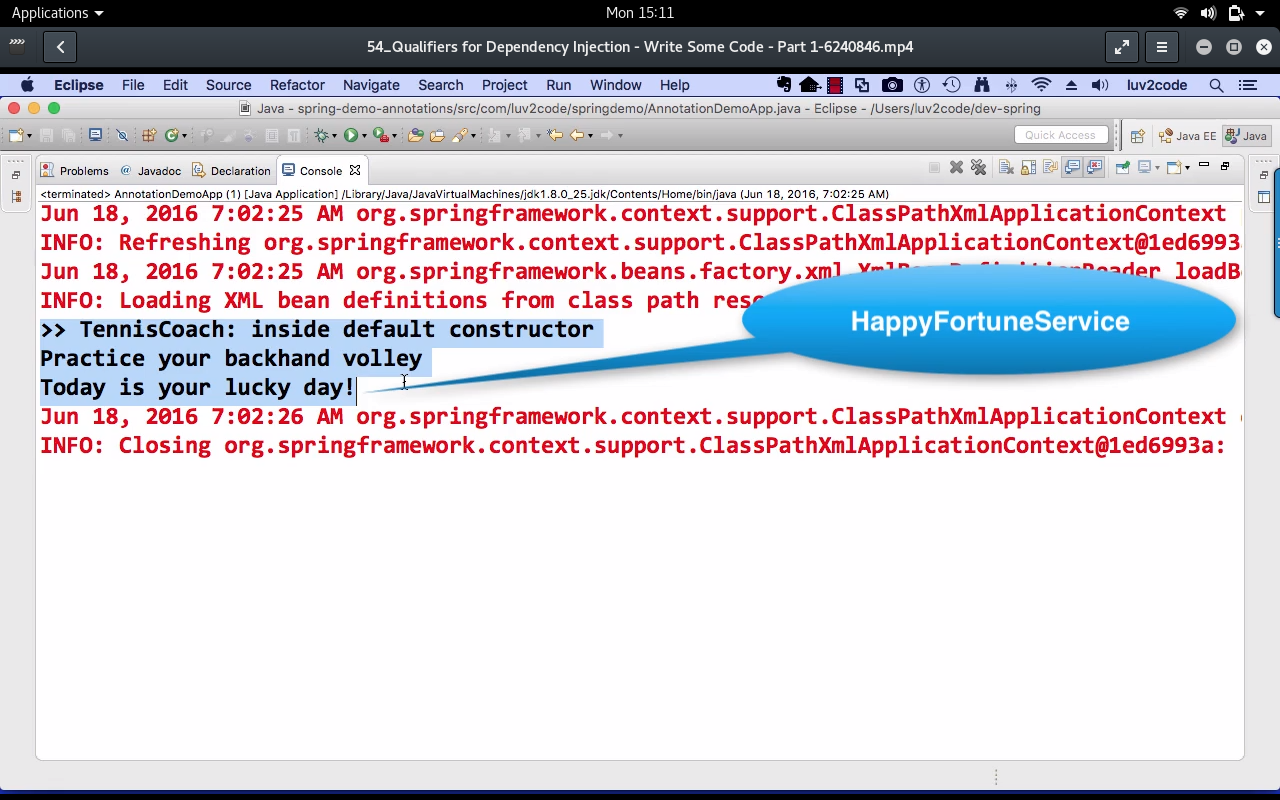 Applications
Mon 15:11
54_Qualifiers for Dependency Injection - Write Some Code - Part 1-6240846.mp4
Eclipse File Edit Source Refactor Navigate Search Project Run Window Help luv2code
Java - spring-demo-annotations/src/com/luv2code/springdemo/AnnotationDemoApp.java - Eclipse - /Users/luv2code/dev-spring
Quick Access Java EE Java
Problems @ Javadoc Declaration Console
<terminated> AnnotationDemoApp (1) [Java Application] /Library/Java/JavaVirtualMachines/jdk1.8.0_25.jdk/Contents/Home/bin/java (Jun 18, 2016, 7:02:25 AM)
Jun 18, 2016 7:02:25 AM org.springframework.context.support.ClassPathXmlApplicationContext
INFO: Refreshing org.springframework.context.support.ClassPathXmlApplicationContext@1ed6993
Jun 18, 2016 7:02:25 AM org.springframework.beans.factory.xml
INFO: Loading XML bean definitions from class path
HappyFortuneService
>> TennisCoach: inside default constructor
Practice your backhand volley
Today is your lucky day!
Jun 18, 2016 7:02:26 AM org.springframework.context.support.ClassPathXmlApplicationContext
INFO: Closing org.springframework.context.support.ClassPathXmlApplicationContext@1ed6993a: